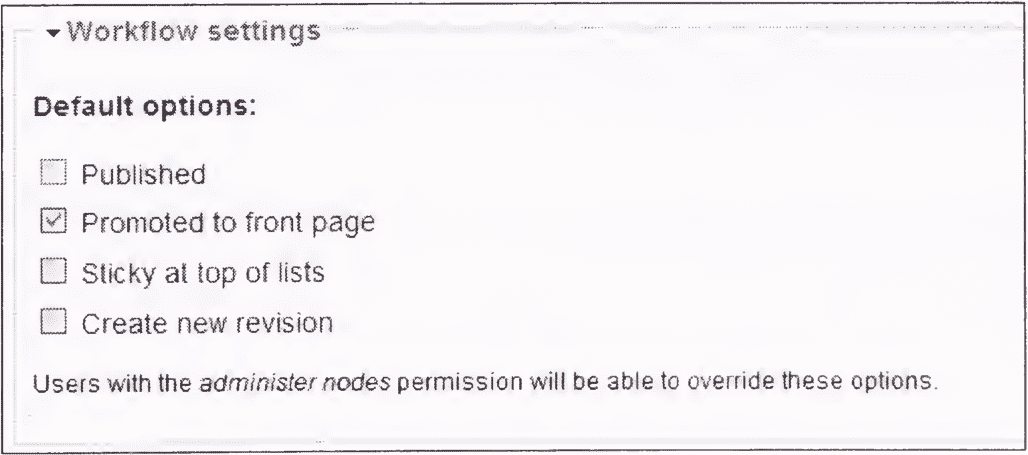 Workflow settings
Default options:
Published
Promoted to front page
Sticky at top of lists
Create new revision
Users with the administer nodes permission will be able to override these options.